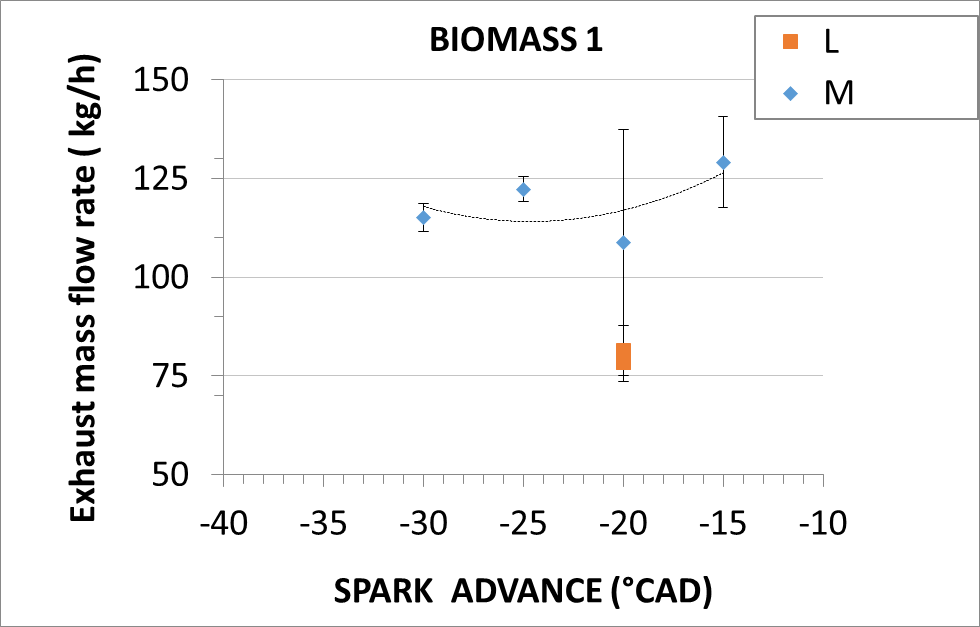 BIOMASS 1
L
M
Exhaust mass flow rate ( kg/h)
150
125
100
75
50
-40 -35 -30 -25 -20 -15 -10
SPARK ADVANCE (°CAD)